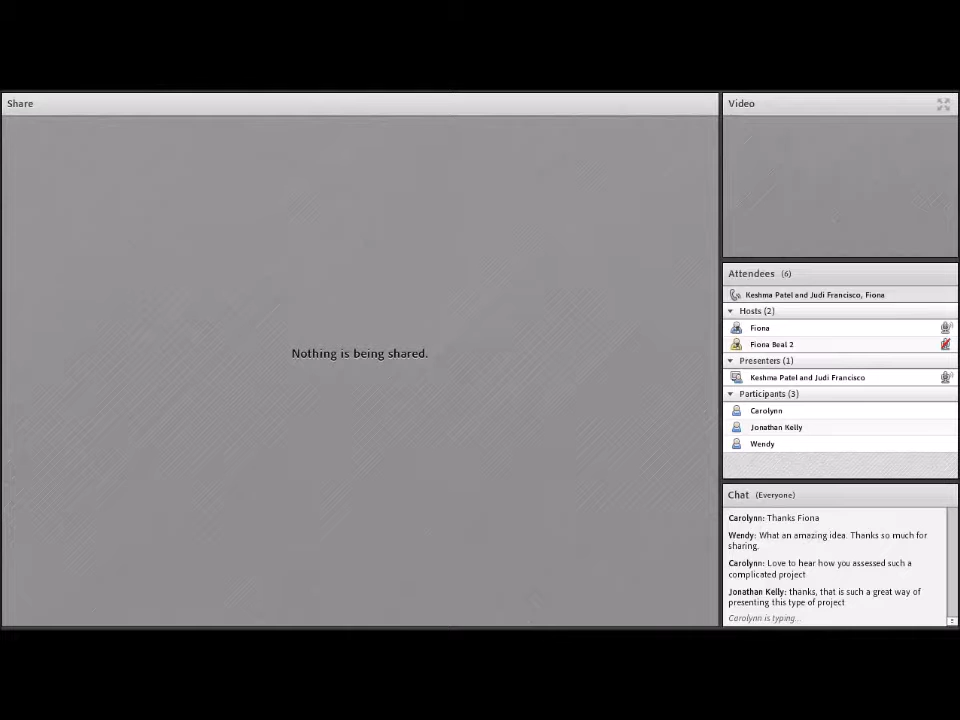 Share
Nothing is being shared.
Video
Attendees (6)
Keshma Patel and Judi Francisco, Fiona
Hosts (2)
Fiona
Fiona Beal 2
Presenters (1)
Keshma Patel and Judi Francisco
Participants (3)
Carolynn
Jonathan Kelly
Wendy
Chat (Everyone)
Carolynn: Thanks Fiona
Wendy: What an amazing idea. Thanks so much for
sharing.
Carolynn: Love to hear how you assessed such a
complicated project
Jonathan Kelly: thanks, that is such a great way of
presenting this type of project
Carolynn is typing...